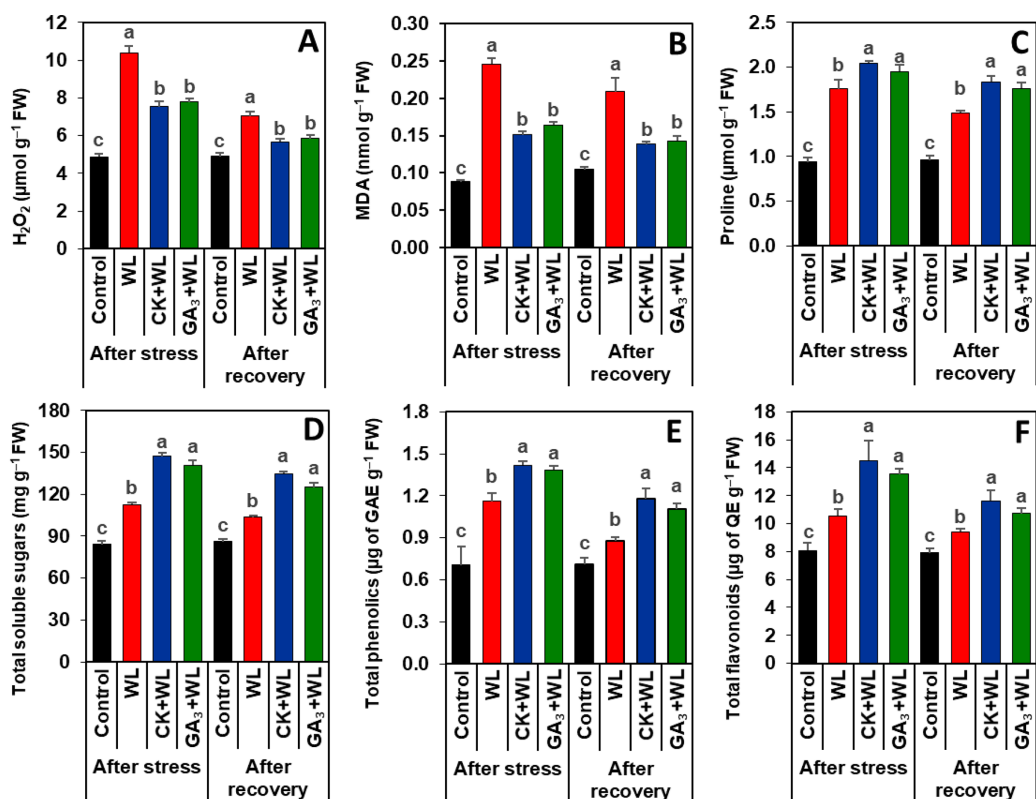 A
H₂O₂ (µmol g⁻¹ FW)
12
10
8
6
4
2
0
c
a
b
b
c
a
b
b
Control
WL
CK+WL
GA₃+WL
Control
WL
CK+WL
GA₃+WL
After stress
After
recovery
B
MDA (nmol g⁻¹ FW)
0.30
0.25
0.20
0.15
0.10
0.05
0.00
c
a
b
b
c
a
b
b
Control
WL
CK+WL
GA₃+WL
Control
WL
CK+WL
GA₃+WL
After stress
After
recovery
C
Proline (µmol g⁻¹ FW)
2.5
2.0
1.5
1.0
0.5
0.0
c
b
a
a
c
b
a
a
Control
WL
CK+WL
GA₃+WL
Control
WL
CK+WL
GA₃+WL
After stress
After
recovery
D
Total soluble sugars (mg g⁻¹ FW)
180
150
120
90
60
30
0
c
b
a
a
c
b
a
a
Control
WL
CK+WL
GA₃+WL
Control
WL
CK+WL
GA₃+WL
After stress
After
recovery
E
Total phenolics (µg of GAE g⁻¹ FW)
1.8
1.5
1.2
0.9
0.6
0.3
0.0
c
b
a
a
c
b
a
a
Control
WL
CK+WL
GA₃+WL
Control
WL
CK+WL
GA₃+WL
After stress
After
recovery
F
Total flavonoids (µg of QE g⁻¹ FW)
18
16
14
12
10
8
6
4
2
0
c
b
a
a
c
b
a
a
Control
WL
CK+WL
GA₃+WL
Control
WL
CK+WL
GA₃+WL
After stress
After
recovery